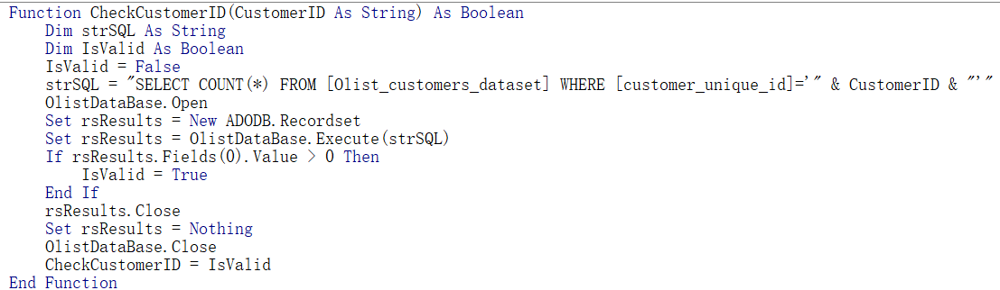 Function CheckCustomerID(CustomerID As String) As Boolean
    Dim strSQL As String
    Dim IsValid As Boolean
    IsValid = False
    strSQL = "SELECT COUNT(*) FROM [Olist_customers_dataset] WHERE [customer_unique_id]='" & CustomerID & "'"
    OlistDataBase.Open
    Set rsResults = New ADODB.Recordset
    Set rsResults = OlistDataBase.Execute(strSQL)
    If rsResults.Fields(0).Value > 0 Then
        IsValid = True
    End If
    rsResults.Close
    Set rsResults = Nothing
    OlistDataBase.Close
    CheckCustomerID = IsValid
End Function